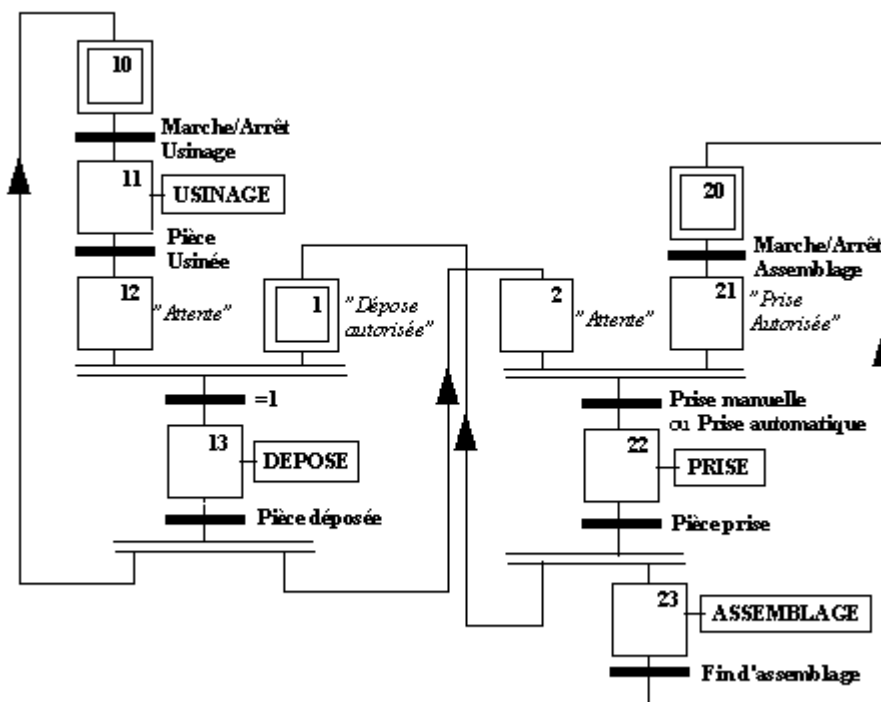 10
Marche/Arrêt
Usinage
11
USINAGE
Pièce
Usinée
12
"Attente"
1
"Dépose
autorisée"
=1
13
DEPOSE
Pièce déposée
2
"Attente"
20
Marche/Arrêt
Assemblage
21
"Prise
Autorisée"
Prise manuelle
ou Prise automatique
22
PRISE
Pièce prise
23
ASSEMBLAGE
Fin d'assemblage